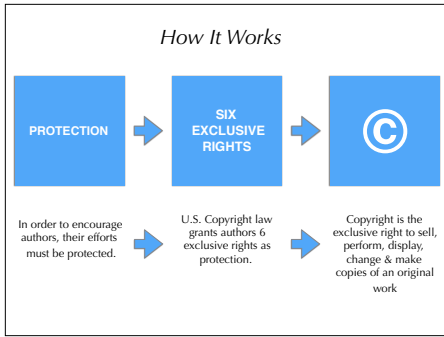 How It Works
PROTECTION
SIX
EXCLUSIVE
RIGHTS
©
In order to encourage
authors, their efforts
must be protected.
U.S. Copyright law
grants authors 6
exclusive rights as
protection.
Copyright is the
exclusive right to sell,
perform, display,
change & make
copies of an original
work